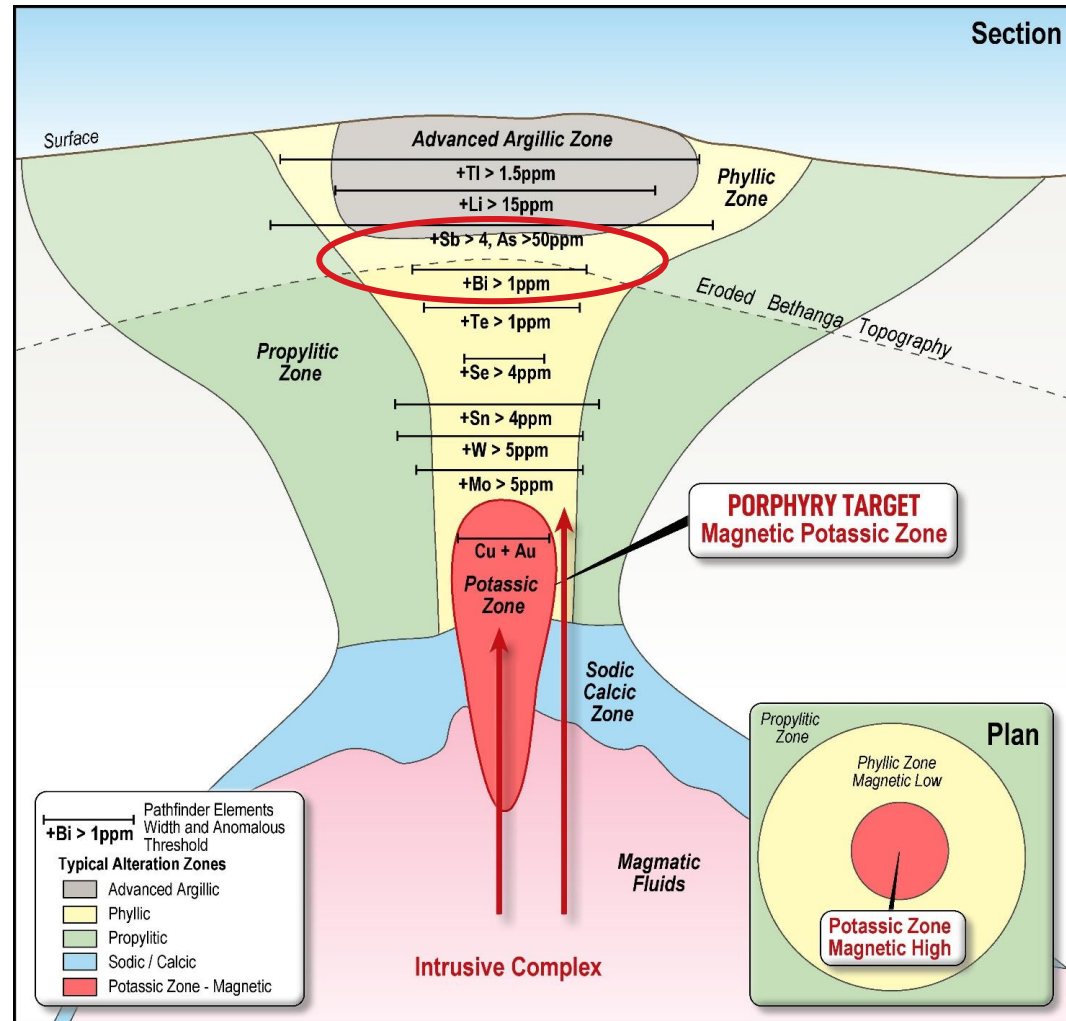 Section
Surface
Advanced Argillic Zone
+Tl > 1.5ppm
Phyllic
Zone
+Li > 15ppm
+Sb > 4, As >50ppm
+Bi > 1ppm
Eroded Bethanga Topography
+Te > 1ppm
Propylitic
Zone
+Se > 4ppm
+Sn > 4ppm
+W > 5ppm
+Mo > 5ppm
PORPHYRY TARGET
Magnetic Potassic Zone
Cu + Au
Potassic
Zone
Sodic
Calcic
Zone
Magmatic
Fluids
Intrusive Complex
+Bi > 1ppm
Pathfinder Elements
Width and Anomalous
Threshold
Typical Alteration Zones
Advanced Argillic
Phyllic
Propylitic
Sodic / Calcic
Potassic Zone - Magnetic
Propylitic
Zone
Plan
Phyllic Zone
Magnetic Low
Potassic Zone
Magnetic High